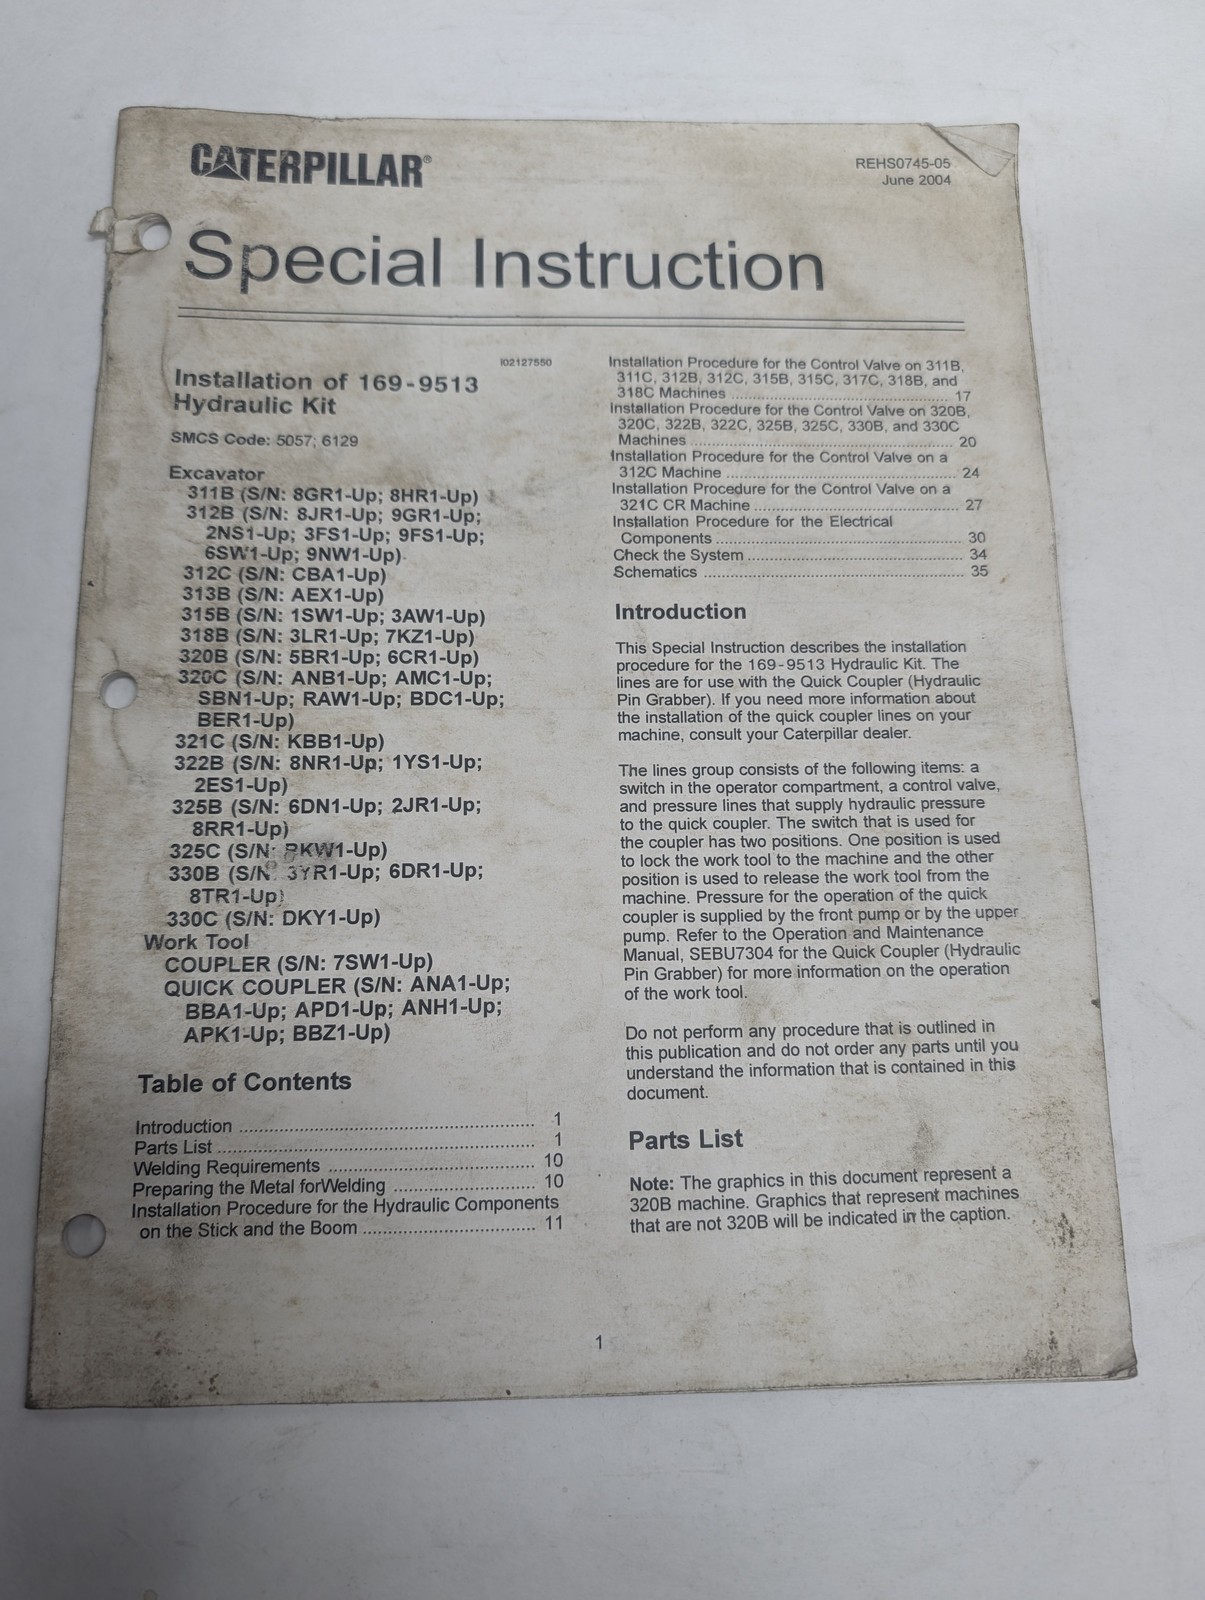 CATERPILLAR®
REHS0745-05
June 2004
Special Instruction
i02127550
Installation of 169-9513
Hydraulic Kit
SMCS Code: 5057; 6129
Excavator
311B (S/N: 8GR1-Up; 8HR1-Up)
312B (S/N: 8JR1-Up; 9GR1-Up;
2NS1-Up; 3FS1-Up; 9FS1-Up;
6SW1-Up; 9NW1-Up)
312C (S/N: CBA1-Up)
313B (S/N: AEX1-Up)
315B (S/N: 1SW1-Up; 3AW1-Up)
318B (S/N: 3LR1-Up; 7KZ1-Up)
320B (S/N: 5BR1-Up; 6CR1-Up)
320C (S/N: ANB1-Up; AMC1-Up;
SBN1-Up; RAW1-Up; BDC1-Up;
BER1-Up)
321C (S/N: KBB1-Up)
322B (S/N: 8NR1-Up; 1YS1-Up;
2ES1-Up)
325B (S/N: 6DN1-Up; 2JR1-Up;
8RR1-Up)
325C (S/N:
330B (S/N: 3YR1-Up; 6DR1-Up;
8TR1-Up)
330C (S/N: DKY1-Up)
Work Tool
COUPLER (S/N: 7SW1-Up)
QUICK COUPLER (S/N: ANA1-Up;
BBA1-Up; APD1-Up; ANH1-Up;
APK1-Up; BBZ1-Up)
Table of Contents
Introduction ........................................................ 1
Parts List ............................................................ 1
Welding Requirements ...................................... 10
Preparing the Metal forWelding .......................... 10
Installation Procedure for the Hydraulic Components
on the Stick and the Boom ................................ 11
Installation Procedure for the Control Valve on 311B,
311C, 312B, 312C, 315B, 315C, 317C, 318B, and
318C Machines .................................................. 17
Installation Procedure for the Control Valve on 320B,
320C, 322B, 322C, 325B, 325C, 330B, and 330C
Machines ............................................................ 20
Installation Procedure for the Control Valve on a
312C Machine .................................................... 24
Installation Procedure for the Control Valve on a
321C CR Machine .............................................. 27
Installation Procedure for the Electrical
Components ...................................................... 30
Check the System .............................................. 34
Schematics ........................................................ 35
Introduction
This Special Instruction describes the installation
procedure for the 169-9513 Hydraulic Kit. The
lines are for use with the Quick Coupler (Hydraulic
Pin Grabber). If you need more information about
the installation of the quick coupler lines on your
machine, consult your Caterpillar dealer.
The lines group consists of the following items: a
switch in the operator compartment, a control valve,
and pressure lines that supply hydraulic pressure
to the quick coupler. The switch that is used for
the coupler has two positions. One position is used
to lock the work tool to the machine and the other
position is used to release the work tool from the
machine. Pressure for the operation of the quick
coupler is supplied by the front pump or by the upper
pump. Refer to the Operation and Maintenance
Manual, SEBU7304 for the Quick Coupler (Hydraulic
Pin Grabber) for more information on the operation
of the work tool.
Do not perform any procedure that is outlined in
this publication and do not order any parts until you
understand the information that is contained in this
document.
Parts List
Note: The graphics in this document represent a
320B machine. Graphics that represent machines
that are not 320B will be indicated in the caption.
1